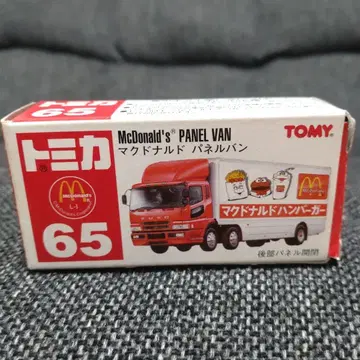 トミカ
65
McDonald's® PANEL VAN
マクドナルド パネルバン
TOMY
McDONALD'S
マクドナルドハンバーガー
65
後部パネル開閉